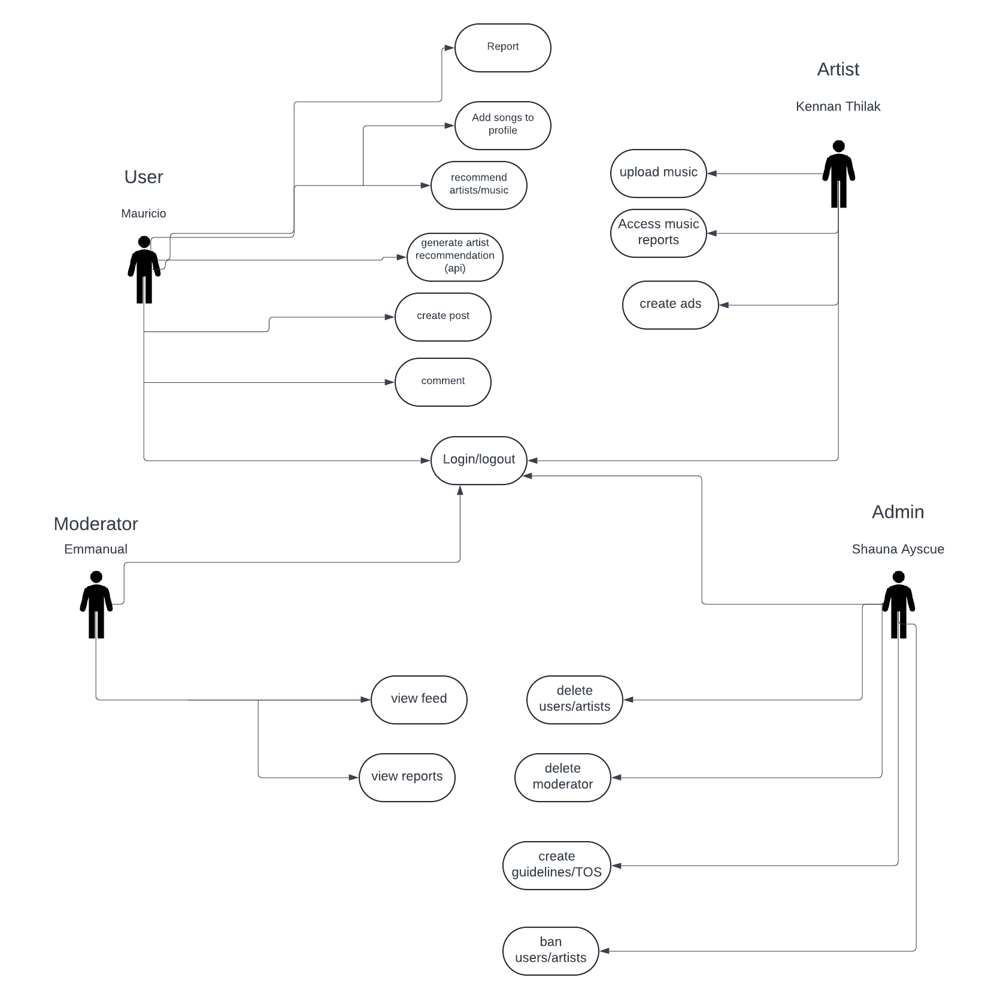 Report
Artist
Kennan Thilak
Add songs to
profile
upload music
User
Mauricio
recommend
artists/music
Access music
reports
generate artist
recommendation
(api)
create post
create ads
comment
Login/logout
Moderator
Emmanual
Admin
Shauna Ayscue
view feed
delete
users/artists
view reports
delete
moderator
create
guidelines/TOS
ban
users/artists